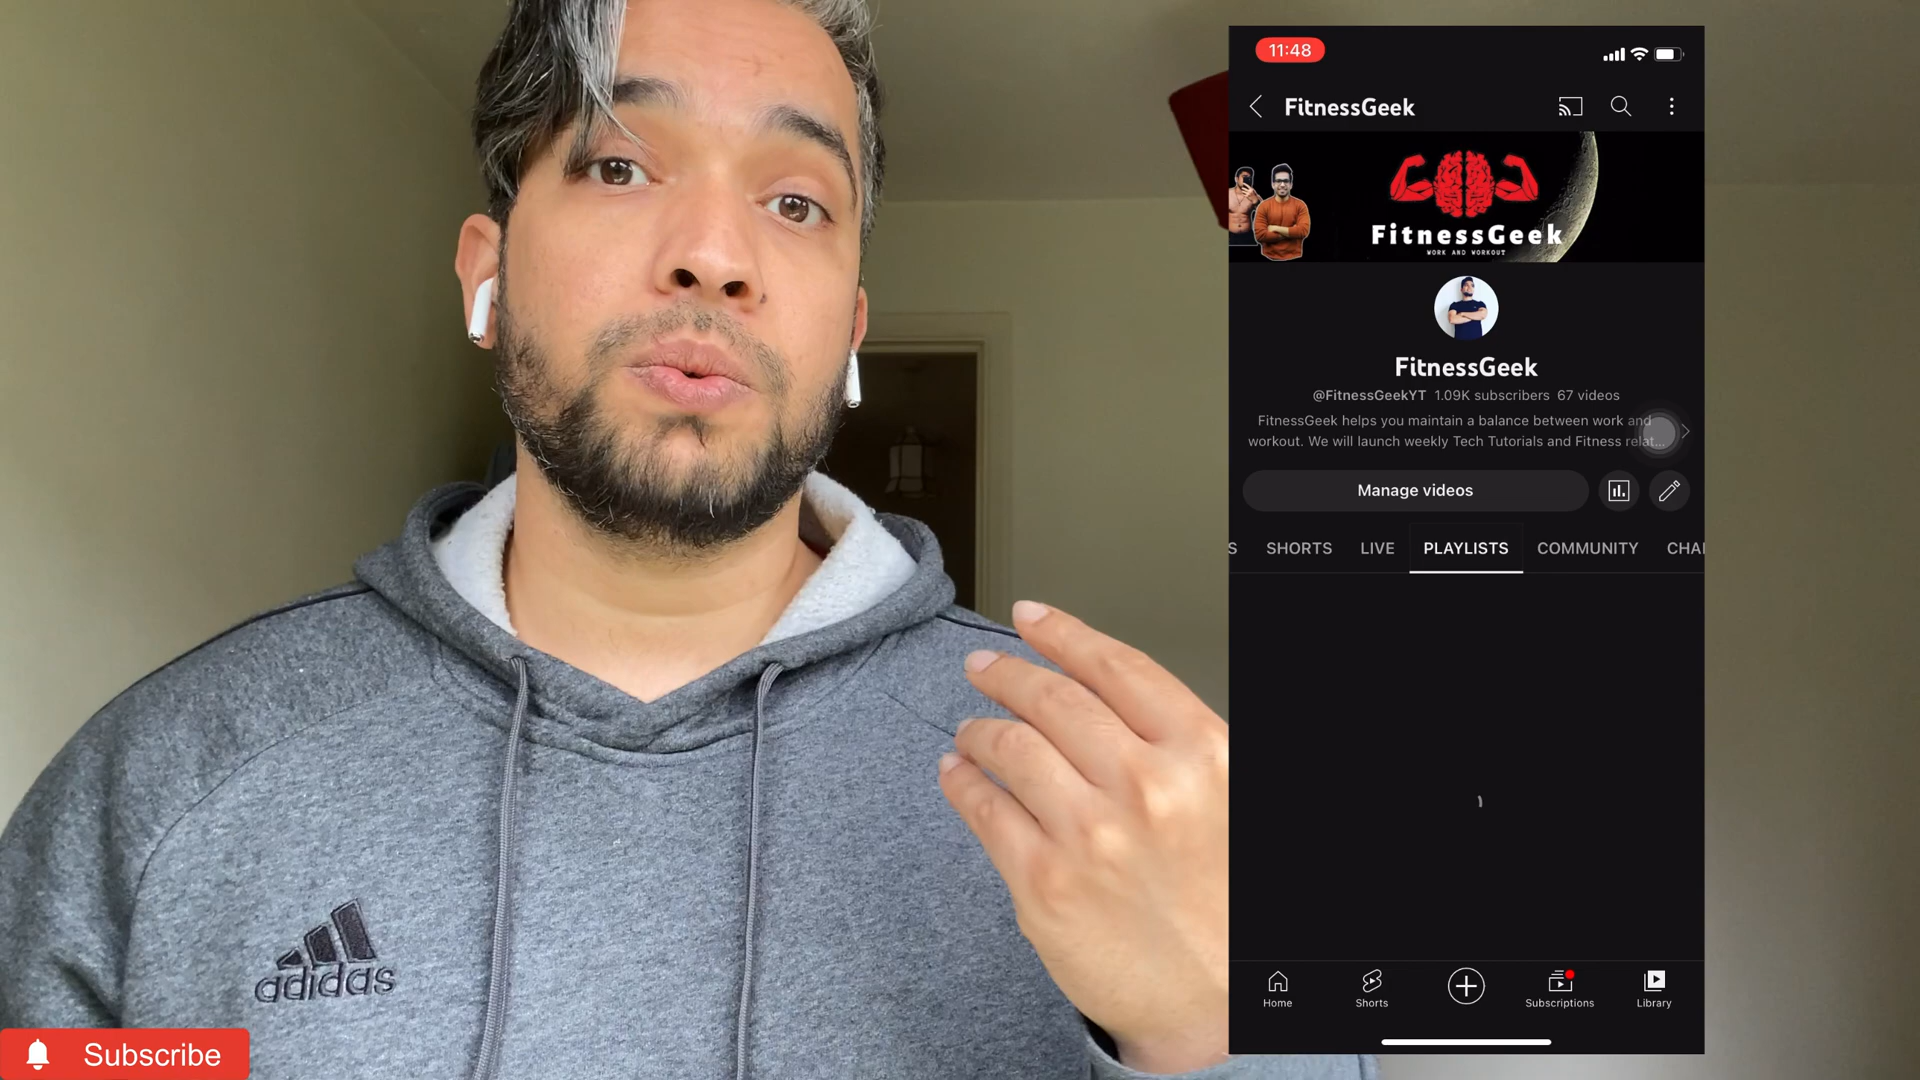 11:48
FitnessGeek
FitnessGeek
WORK AND WORKOUT
FitnessGeek
@FitnessGeekYT 1.09K subscribers 67 videos
FitnessGeek helps you maintain a balance between work and
workout. We will launch weekly Tech Tutorials and Fitness relat...
Manage videos
S SHORTS LIVE PLAYLISTS COMMUNITY CHA
Home Shorts Subscriptions Library
adidas
Subscribe